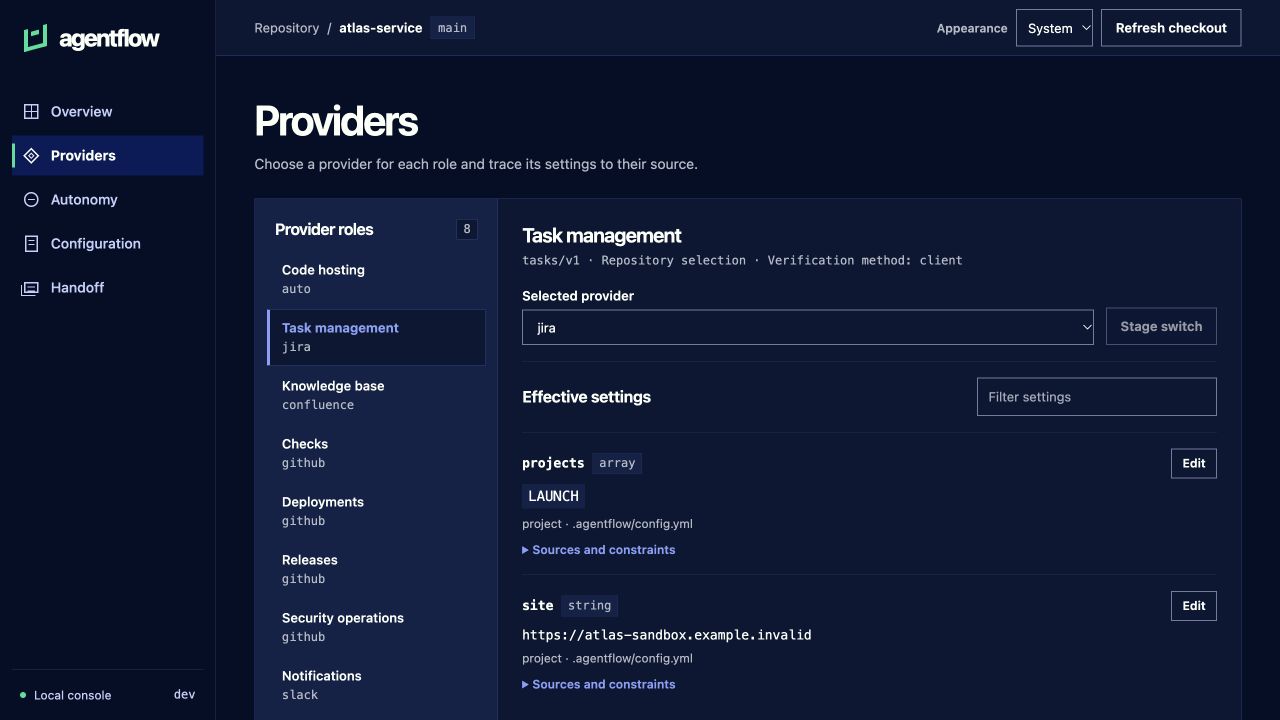 agentflow
Overview
Providers
Autonomy
Configuration
Handoff
Local console dev
Repository / atlas-service main
Appearance System Refresh checkout
Providers
Choose a provider for each role and trace its settings to their source.
Provider roles 8
Code hosting
auto
Task management
jira
Knowledge base
confluence
Checks
github
Deployments
github
Releases
github
Security operations
github
Notifications
slack
Task management
tasks/v1 · Repository selection · Verification method: client
Selected provider
jira Stage switch
Effective settings Filter settings
projects array Edit
LAUNCH
project · .agentflow/config.yml
Sources and constraints
site string Edit
https://atlas-sandbox.example.invalid
project · .agentflow/config.yml
Sources and constraints